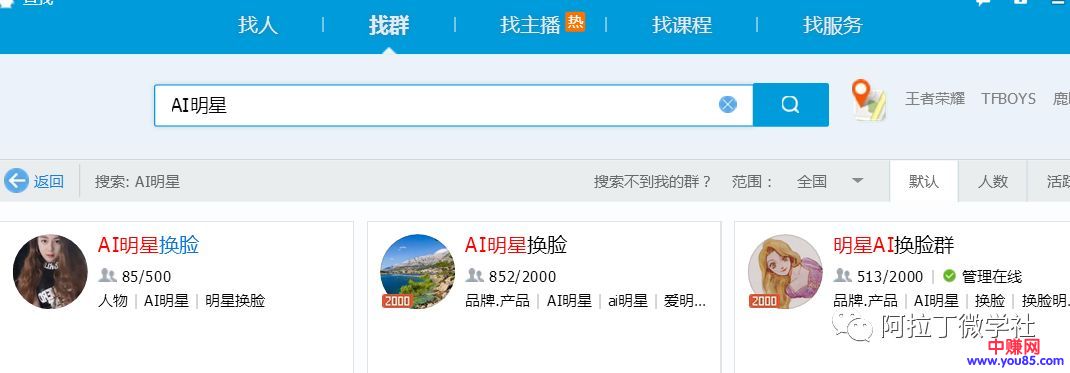 找人 找群 找主播 热 找课程 找服务
AI明星
王者荣耀 TFBOYS
返回 搜索: AI明星 搜索不到我的群？ 范围： 全国 默认 人数 活跃
AI明星换脸
85/500
人物 | AI明星 | 明星换脸
AI明星换脸
852/2000
品牌.产品 | AI明星 | ai明星 | 爱明...
2000
明星AI换脸群
513/2000 | 管理在线
品牌.产品 | AI明星 | 换脸 | 换脸明.
2000
阿拉丁微学社
中赚网
www.you85.com